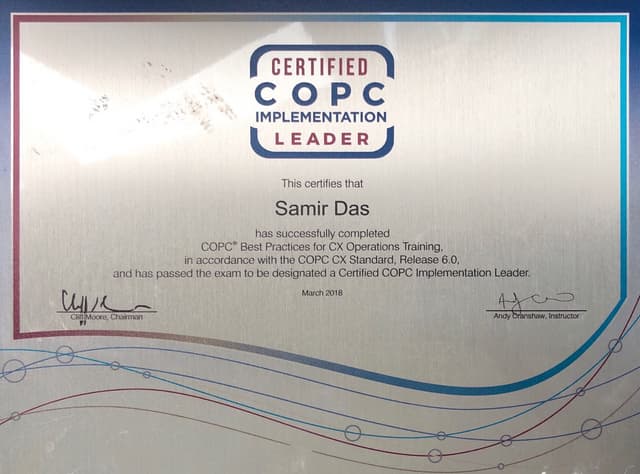 CERTIFIED
COPC
IMPLEMENTATION
LEADER
This certifies that
Samir Das
has successfully completed
COPC® Best Practices for CX Operations Training,
in accordance with the COPC CX Standard, Release 6.0,
and has passed the exam to be designated a Certified COPC Implementation Leader.
March 2018
Cliff Moore, Chairman
Andy Cranshaw, Instructor